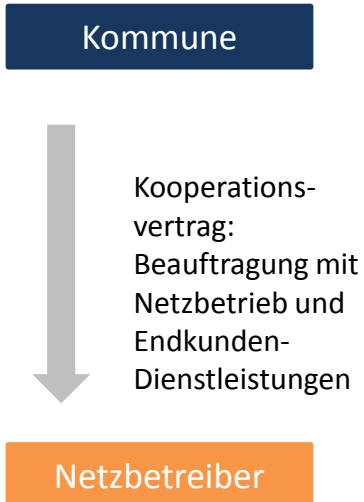 Kommune
Kooperations-
vertrag:
Beauftragung mit
Netzbetrieb und
Endkunden-
Dienstleistungen
Netzbetreiber